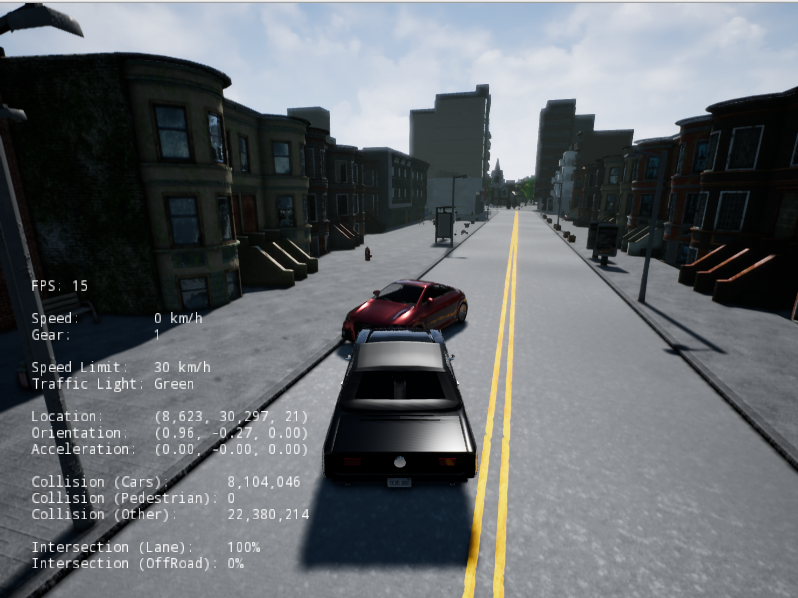 FPS: 15
Speed: 0 km/h
Gear: 1
Speed Limit: 30 km/h
Traffic Light: Green
Location: (8,623, 30,297, 21)
Orientation: (0.96, -0.27, 0.00)
Acceleration: (0.00, -0.00, 0.00)
Collision (Cars): 8,104,046
Collision (Pedestrian): 0
Collision (Other): 22,380,214
Intersection (Lane): 100%
Intersection (OffRoad): 0%